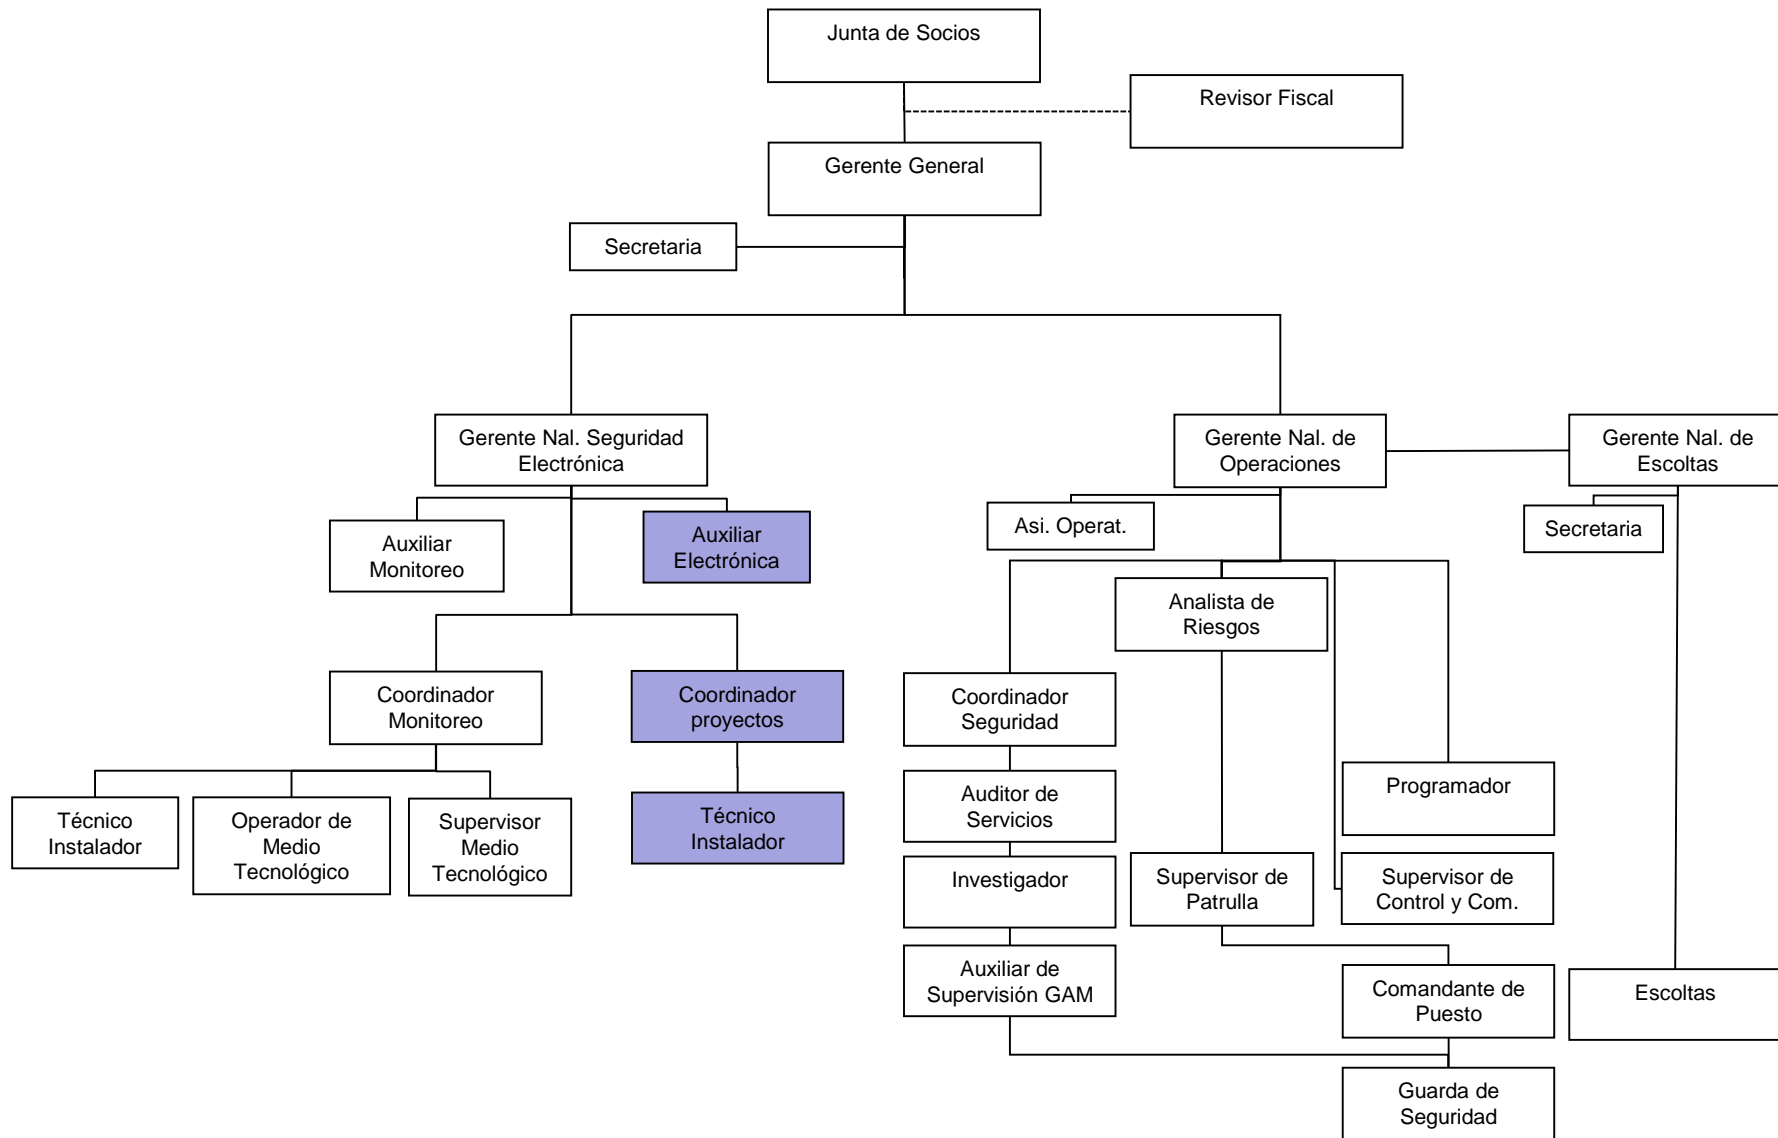 Junta de Socios
Revisor Fiscal
Gerente General
Secretaria
Gerente Nal. Seguridad
Electrónica
Gerente Nal. de
Operaciones
Gerente Nal. de
Escoltas
Auxiliar
Monitoreo
Auxiliar
Electrónica
Asi. Operat.
Secretaria
Analista de
Riesgos
Coordinador
Monitoreo
Coordinador
proyectos
Coordinador
Seguridad
Técnico
Instalador
Operador de
Medio
Tecnológico
Supervisor
Medio
Tecnológico
Técnico
Instalador
Auditor de
Servicios
Programador
Investigador
Supervisor de
Patrulla
Supervisor de
Control y Com.
Auxiliar de
Supervisión GAM
Comandante de
Puesto
Escoltas
Guarda de
Seguridad